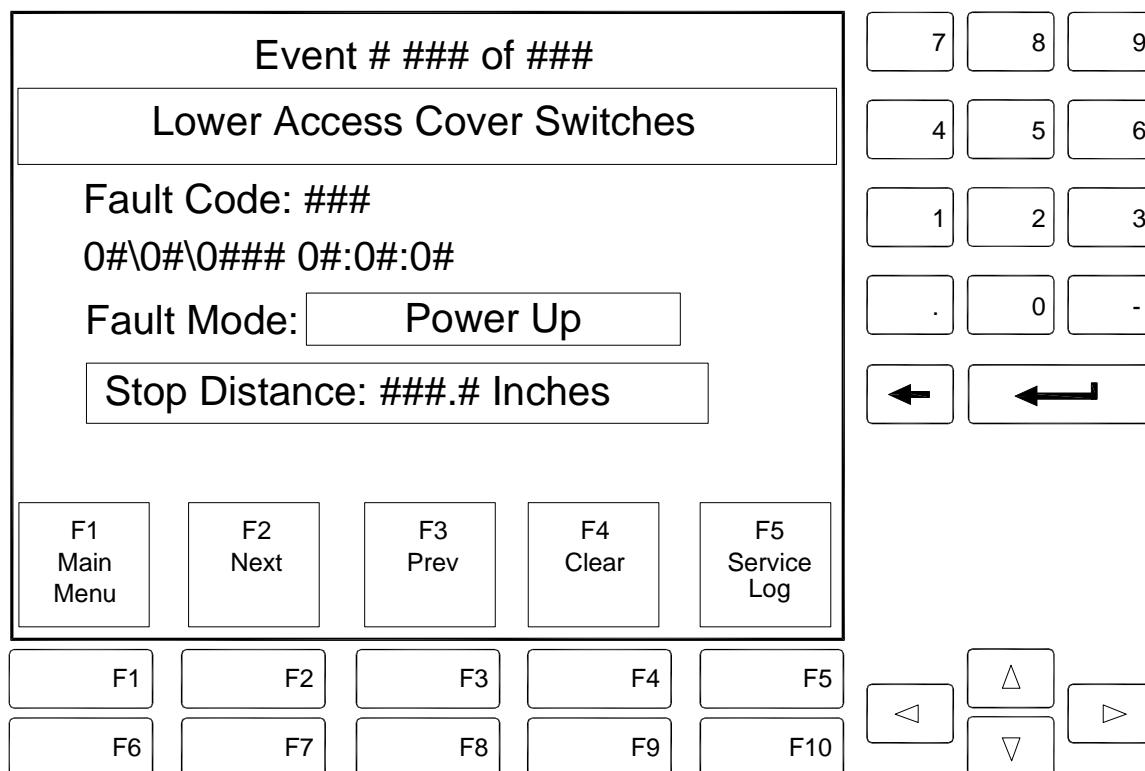 Event # ### of ###
Lower Access Cover Switches
Fault Code: ###
0#\0#\0### 0#:0#:0#
Fault Mode: Power Up
Stop Distance: ###.# Inches
F1 Main Menu
F2 Next
F3 Prev
F4 Clear
F5 Service Log
F1 F2 F3 F4 F5
F6 F7 F8 F9 F10
7 8 9
4 5 6
1 2 3
. 0 -